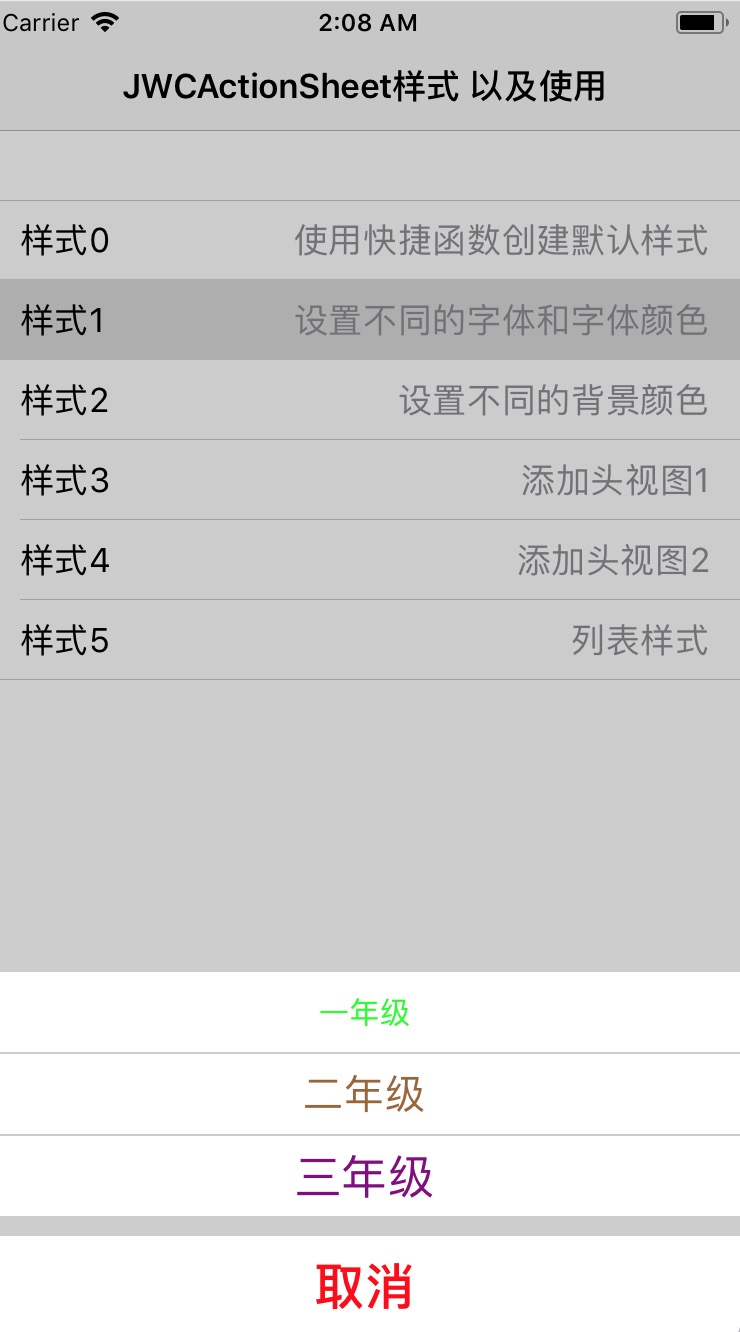 Carrier 2:08 AM
JWCActionSheet样式 以及使用
样式0 使用快捷函数创建默认样式
样式1 设置不同的字体和字体颜色
样式2 设置不同的背景颜色
样式3 添加头视图1
样式4 添加头视图2
样式5 列表样式
一年级
二年级
三年级
取消